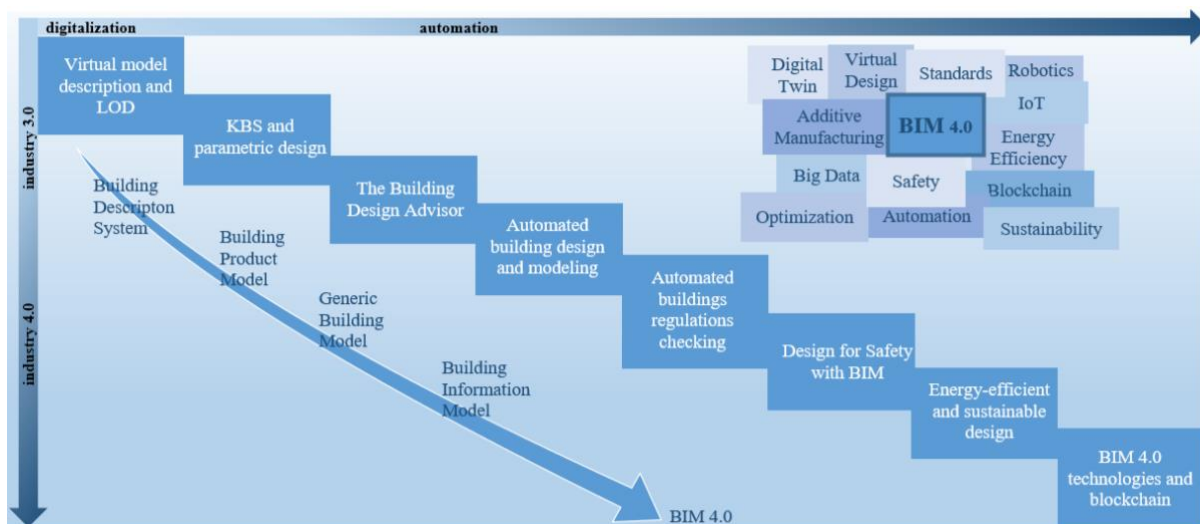 digitalization
automation
industry 3.0
industry 4.0
Virtual model
description and
LOD
KBS and
parametric design
The Building
Design Advisor
Automated
building design
and modeling
Automated
buildings
regulations
checking
Design for Safety
with BIM
Energy-efficient
and sustainable
design
BIM 4.0
technologies and
blockchain
Building
Descripton
System
Building
Product
Model
Generic
Building
Model
Building
Information
Model
BIM 4.0
Digital
Twin
Virtual
Design
Standards
Robotics
IoT
Additive
Manufacturing
BIM 4.0
Energy
Efficiency
Big Data
Safety
Blockchain
Optimization
Automation
Sustainability